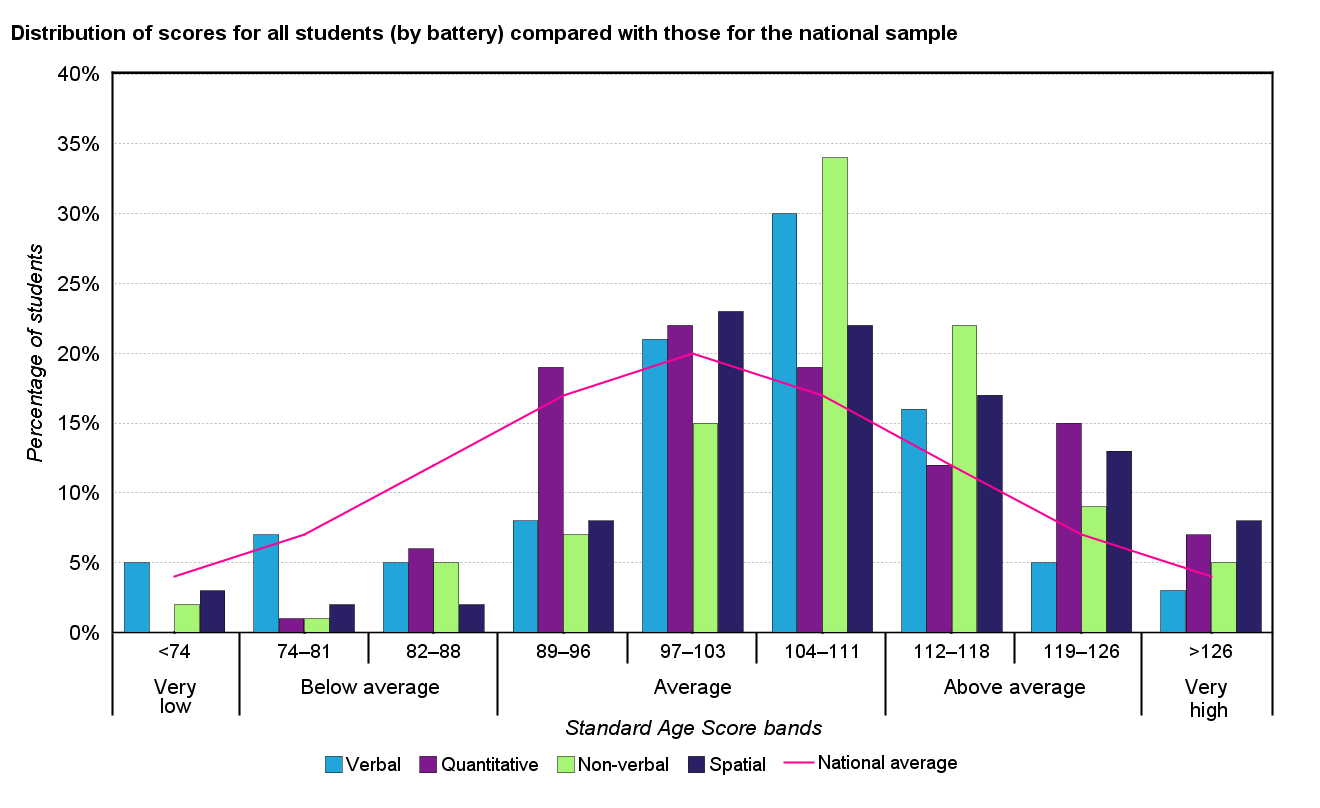 Distribution of scores for all students (by battery) compared with those for the national sample
40%
35%
30%
25%
20%
15%
10%
5%
0%
Percentage of students
<74
74–81
82–88
89–96
97–103
104–111
112–118
119–126
>126
Very
low
Below average
Average
Above average
Very
high
Standard Age Score bands
Verbal
Quantitative
Non-verbal
Spatial
National average